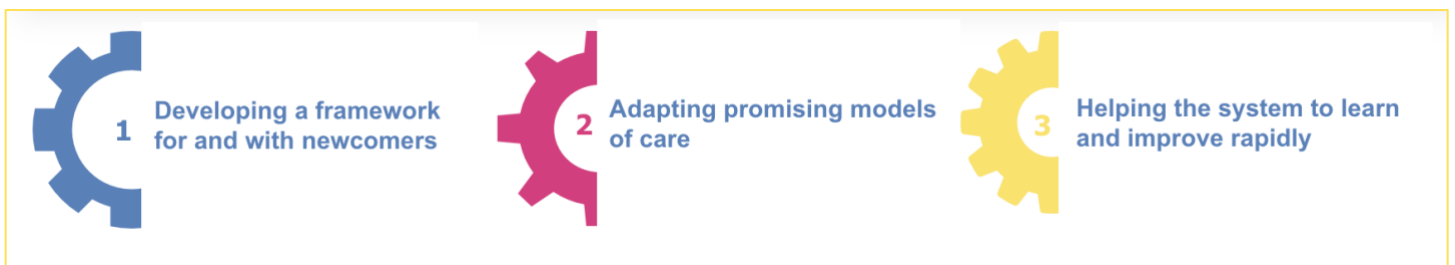 1
Developing a framework
for and with newcomers
2
Adapting promising models
of care
3
Helping the system to learn
and improve rapidly